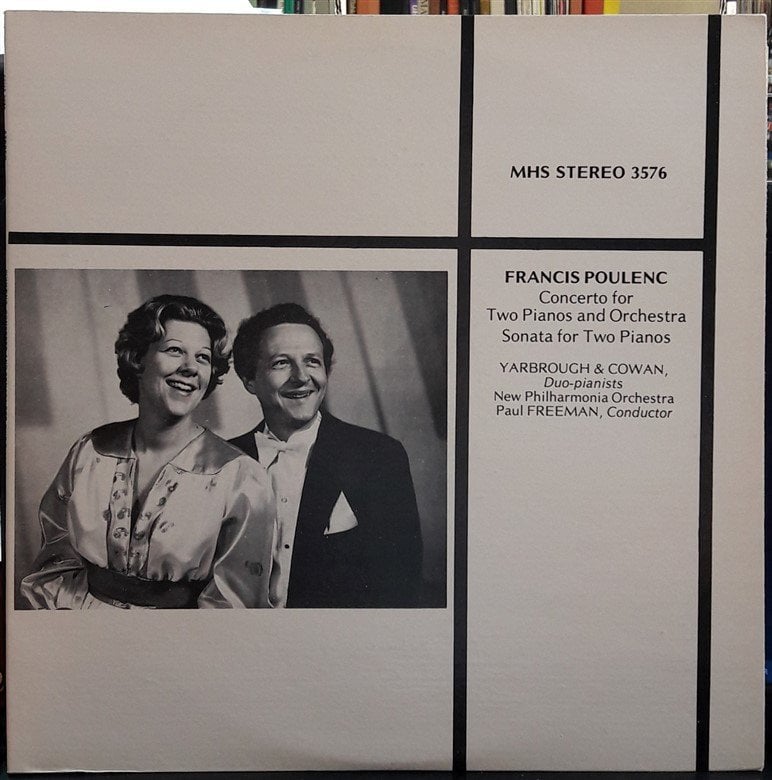 MHS STEREO 3576
FRANCIS POULENC
Concerto for
Two Pianos and Orchestra
Sonata for Two Pianos
YARBROUGH & COWAN,
Duo-pianists
New Philharmonia Orchestra
Paul FREEMAN, Conductor